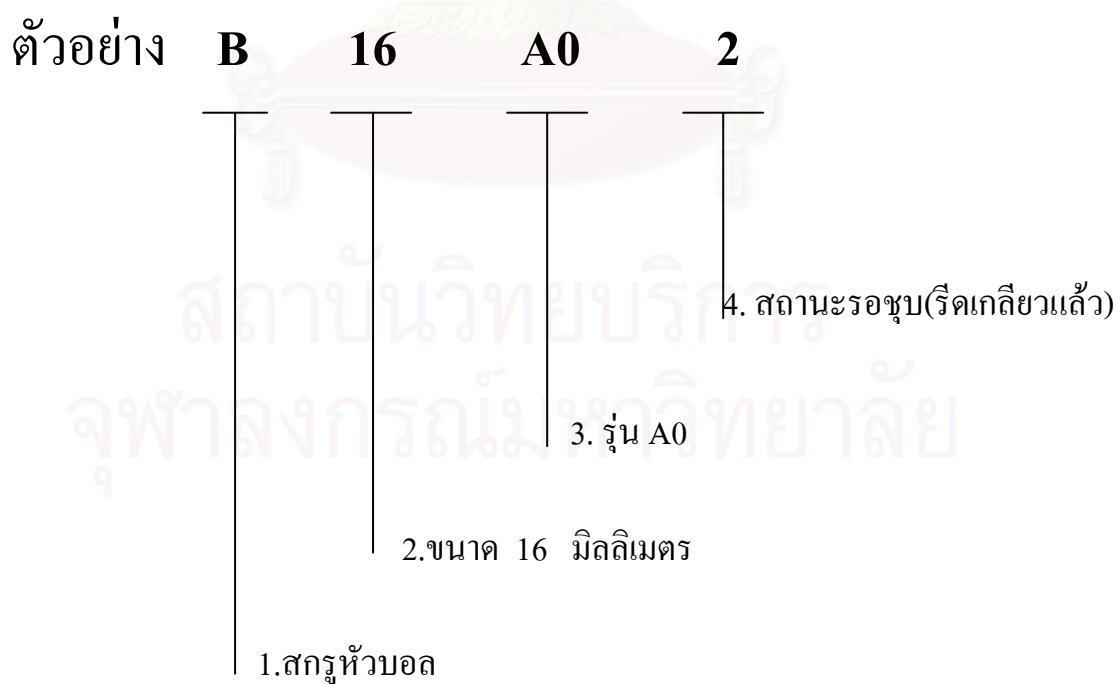 ตัวอย่าง B 16 A0 2
4. สถานะรอชุบ(รีดเกลียวแล้ว)
3. รุ่น A0
2.ขนาด 16 มิลลิเมตร
1.สกรูหัวบอล
สถาบันวิทยบริการ
จุฬาลงกรณ์มหาวิทยาลัย